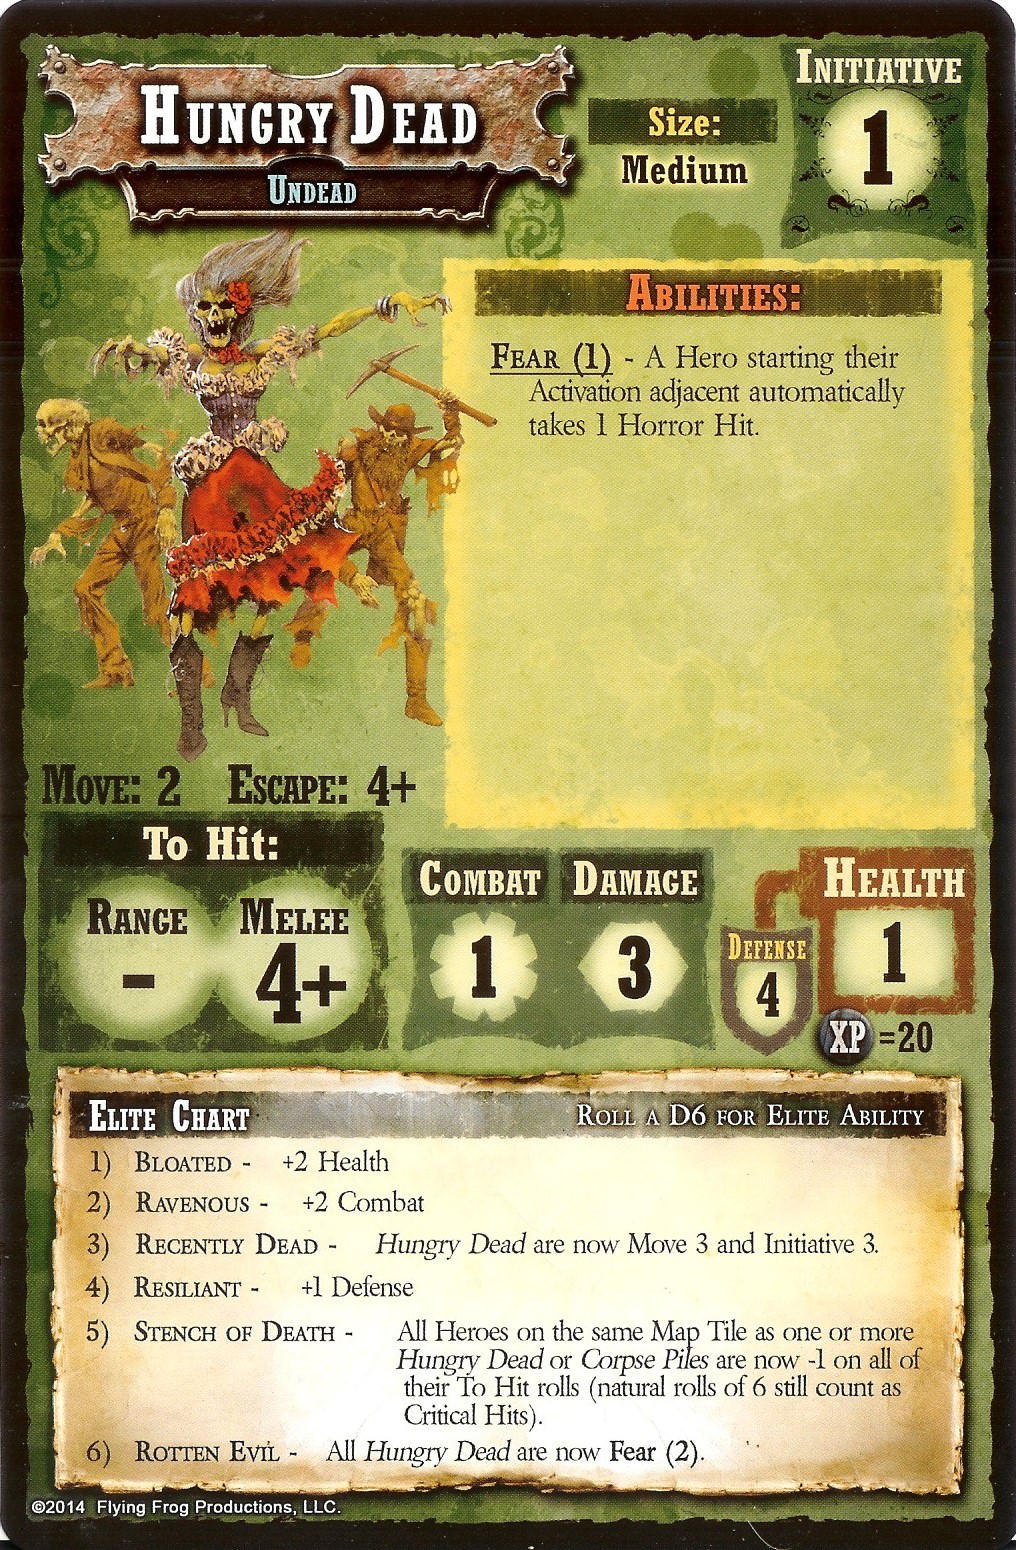 Hungry Dead
Undead
Size:
Medium
Initiative
1
Abilities:
Fear (1) - A Hero starting their
Activation adjacent automatically
takes 1 Horror Hit.
Move: 2 Escape: 4+
To Hit:
Range Melee
- 4+
Combat
1
Damage
3
Defense
4
Health
1
XP =20
Elite Chart Roll a D6 for Elite Ability
1) Bloated - +2 Health
2) Ravenous - +2 Combat
3) Recently Dead - Hungry Dead are now Move 3 and Initiative 3.
4) Resiliant - +1 Defense
5) Stench of Death - All Heroes on the same Map Tile as one or more
Hungry Dead or Corpse Piles are now -1 on all of
their To Hit rolls (natural rolls of 6 still count as
Critical Hits).
6) Rotten Evil - All Hungry Dead are now Fear (2).
©2014 Flying Frog Productions, LLC.